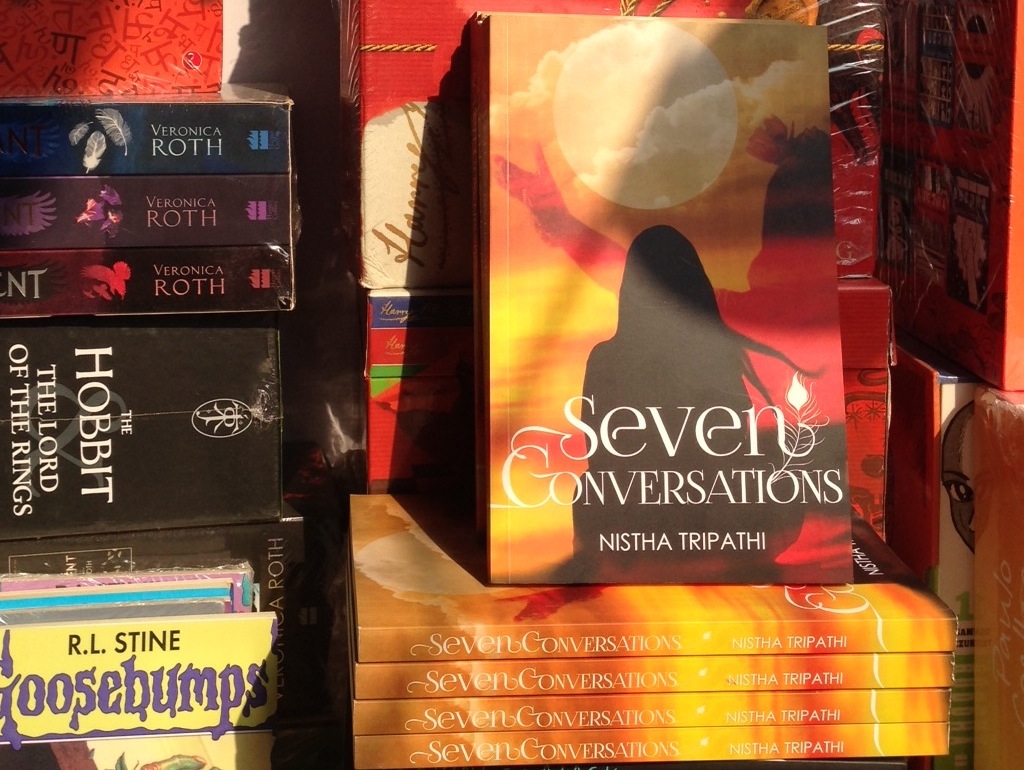 VERONICA
ROTH
VERONICA
ROTH
ENT
VERONICA
ROTH
THE
HOBBIT
THE LORD
OF THE RINGS
VERONICA ROTH
R.L. STINE
Goosebumps
Harry
Seven
CONVERSATIONS
NISTHA TRIPATHI
SEVEN CONVERSATIONS NISTHA TRIPATHI
SEVEN CONVERSATIONS NISTHA TRIPATHI
SEVEN CONVERSATIONS NISTHA TRIPATHI
SEVEN CONVERSATIONS NISTHA TRIPATHI